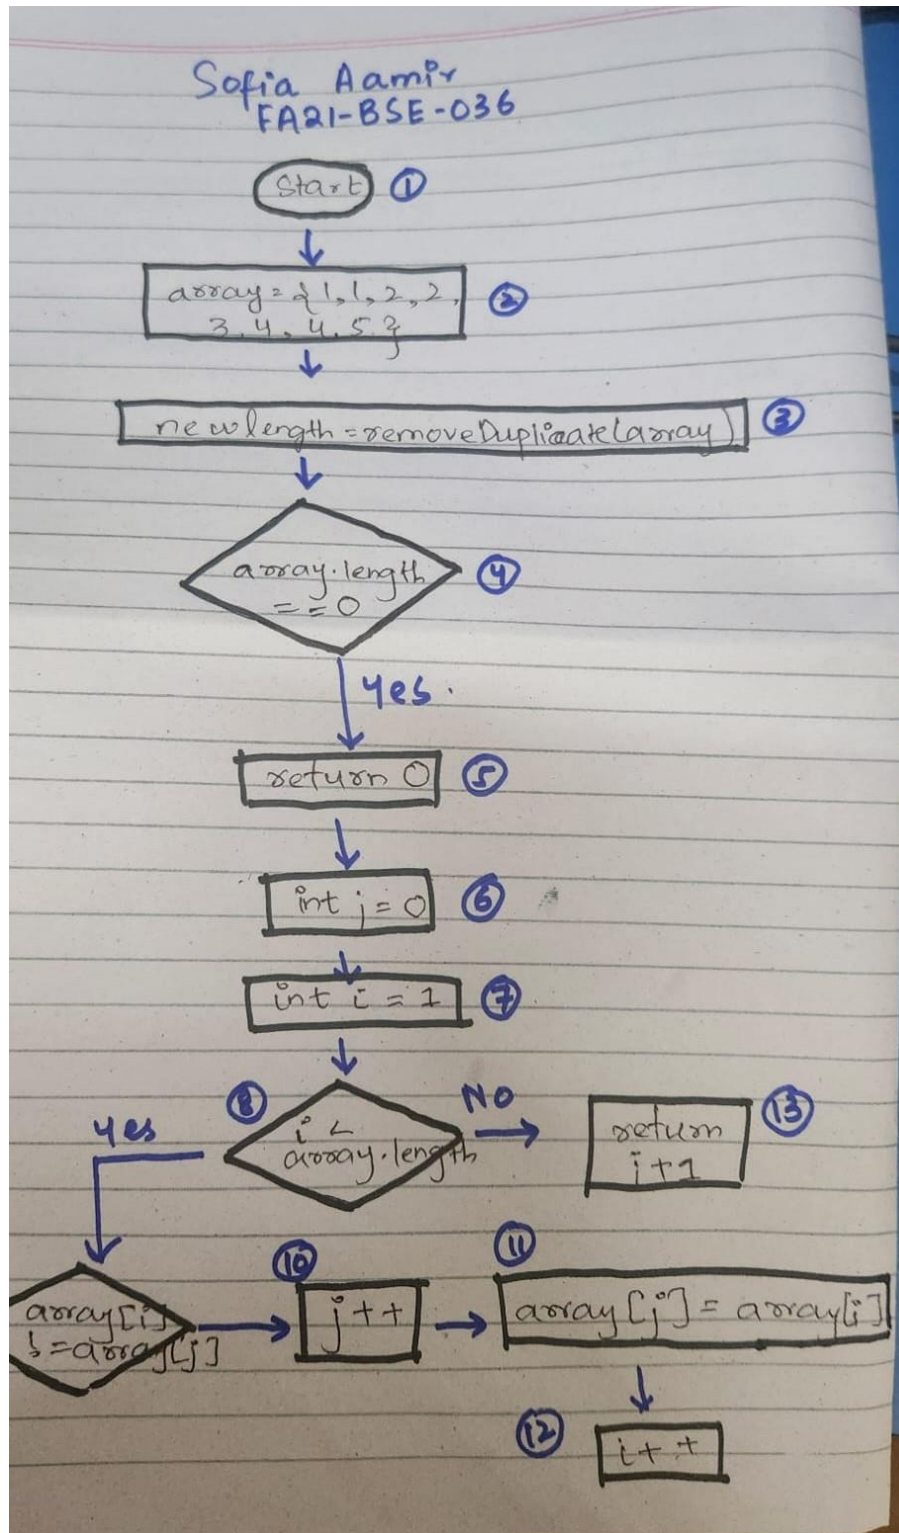 Sofia Aamir
FA21-BSE-036
Start ①
array = {1, 1, 2, 2,
3, 4, 4, 5}
②
newlength = removeDuplicate(array)
③
array.length
= = 0
④
Yes.
return 0 ⑤
int j = 0 ⑥
int i = 1 ⑦
⑧
i <
array.length
Yes
No
⑬
return
j + 1
array[i]
!= array[j]
⑩
j + +
⑪
array[j] = array[i]
⑫
i + +